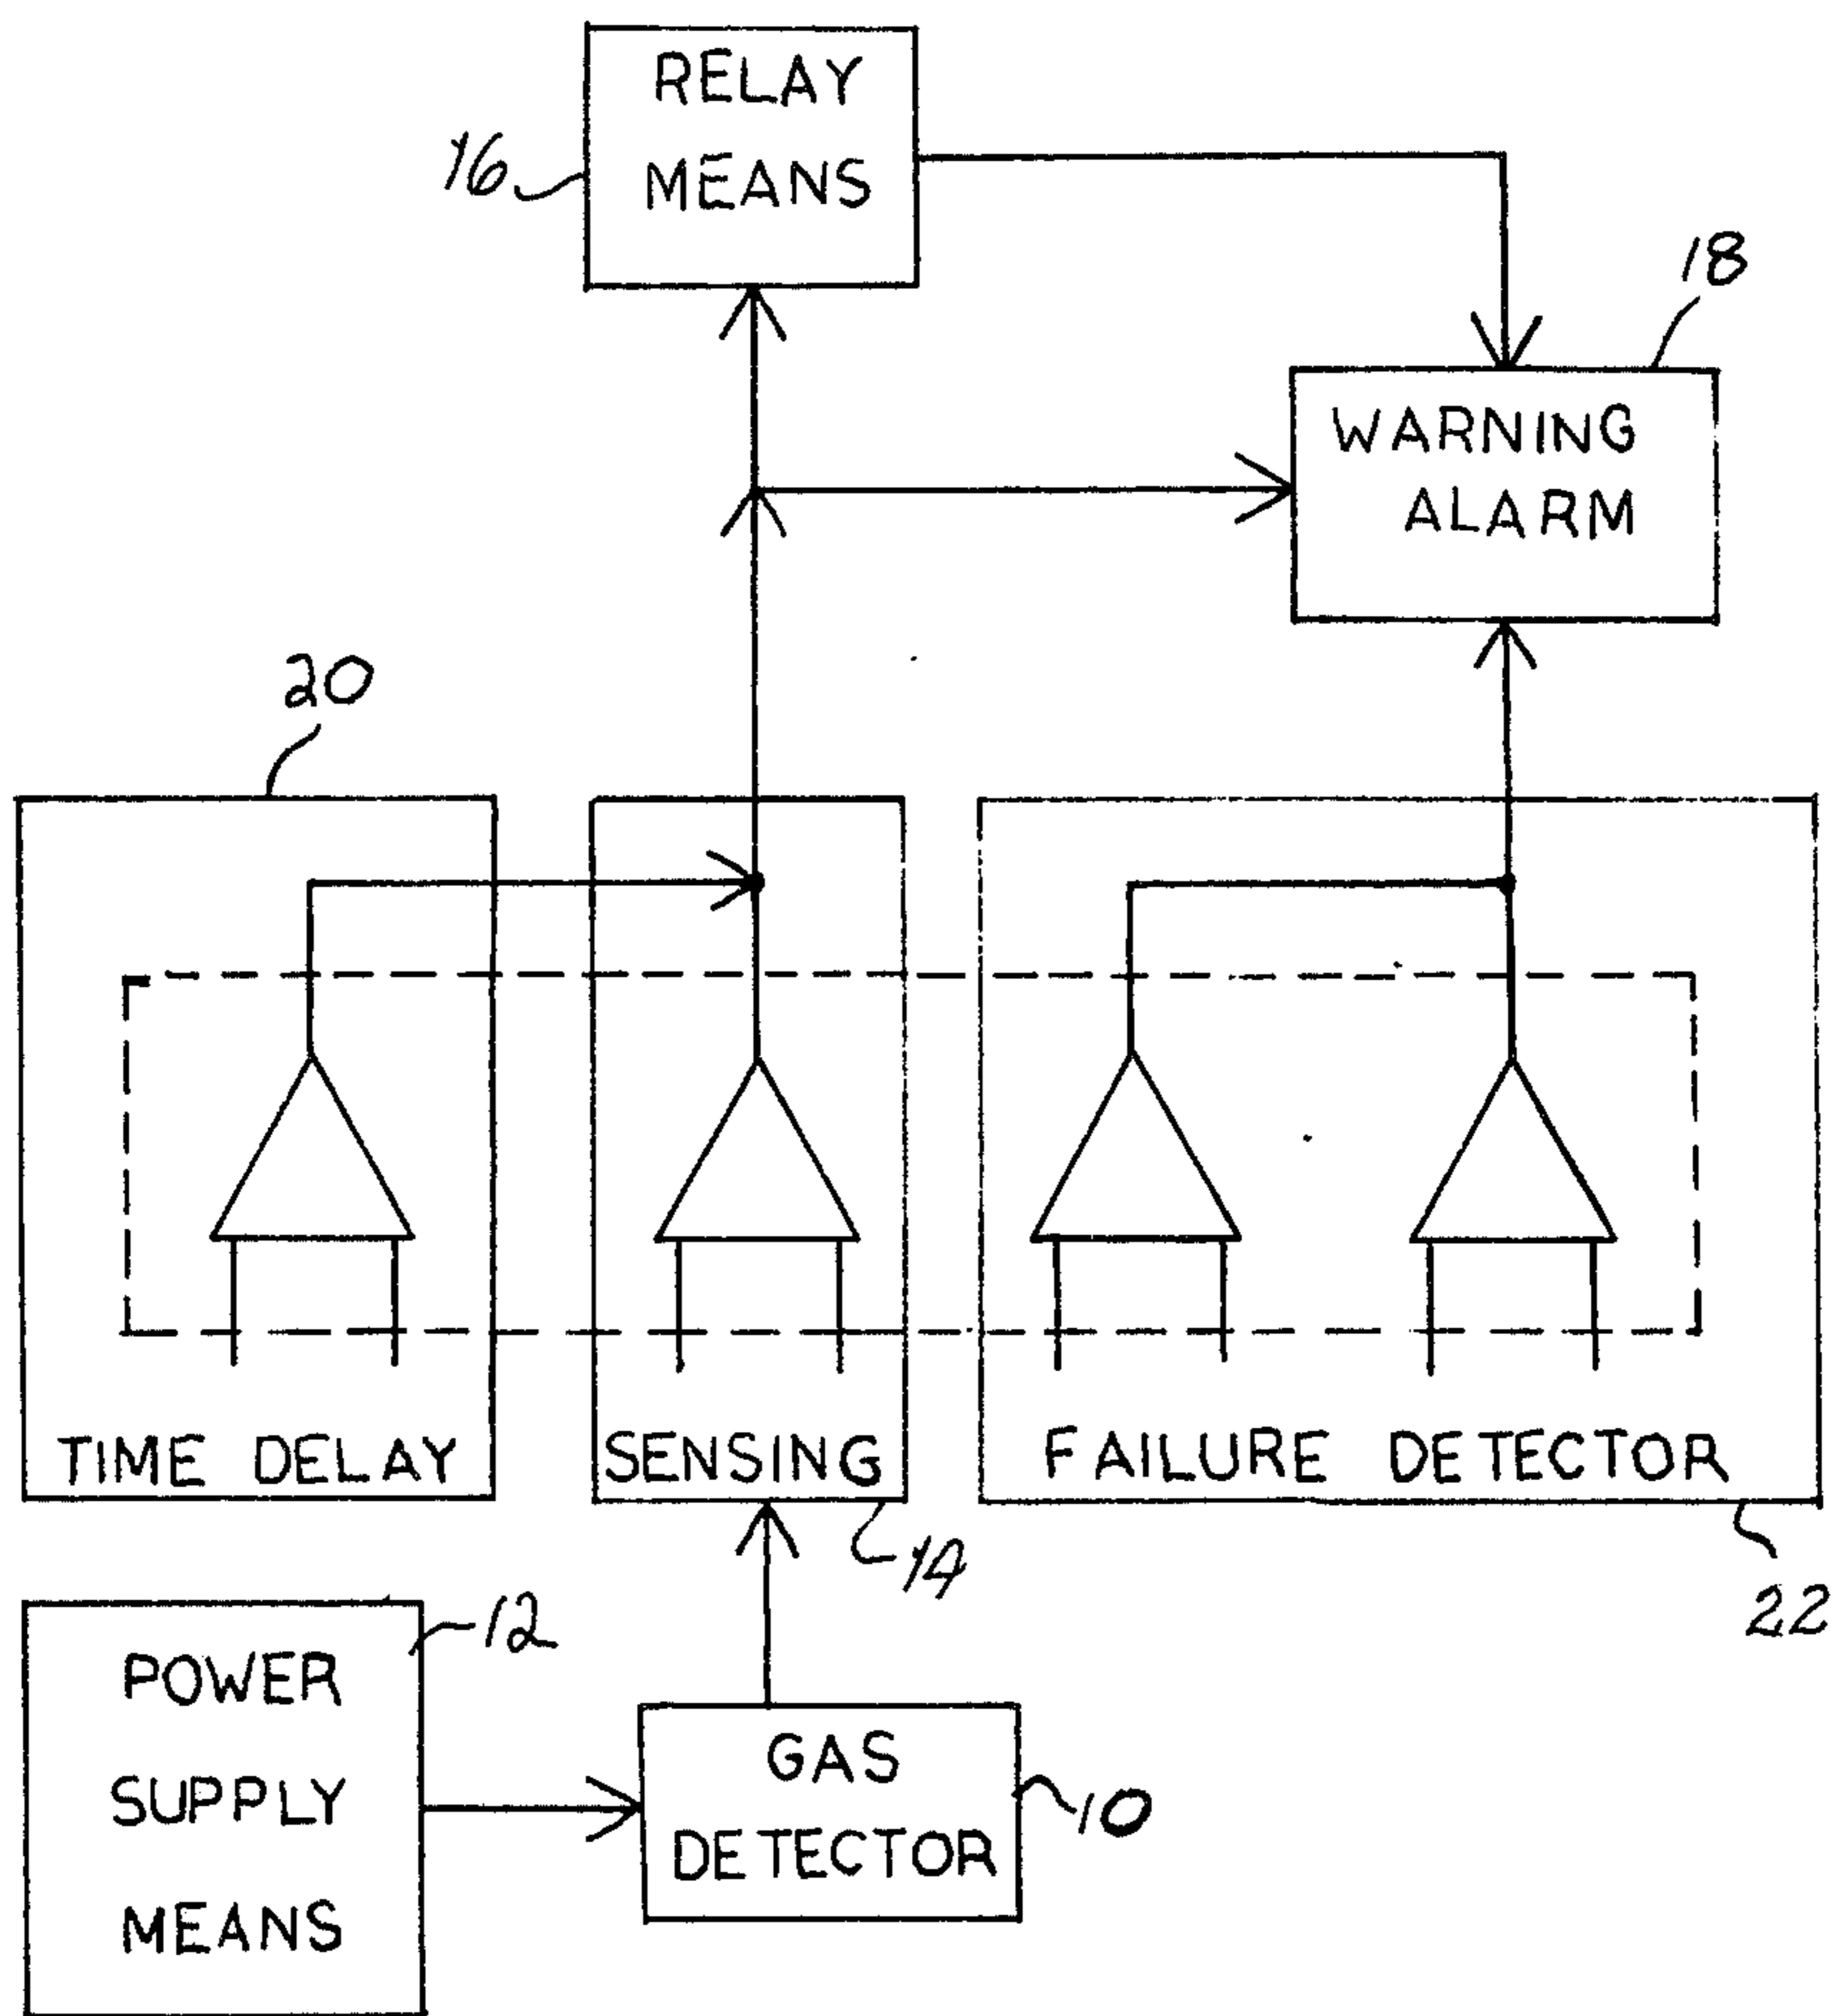 RELAY
MEANS
16
18
WARNING
ALARM
20
TIME DELAY
SENSING
FAILURE DETECTOR
14
22
12
POWER
SUPPLY
MEANS
GAS
DETECTOR
10